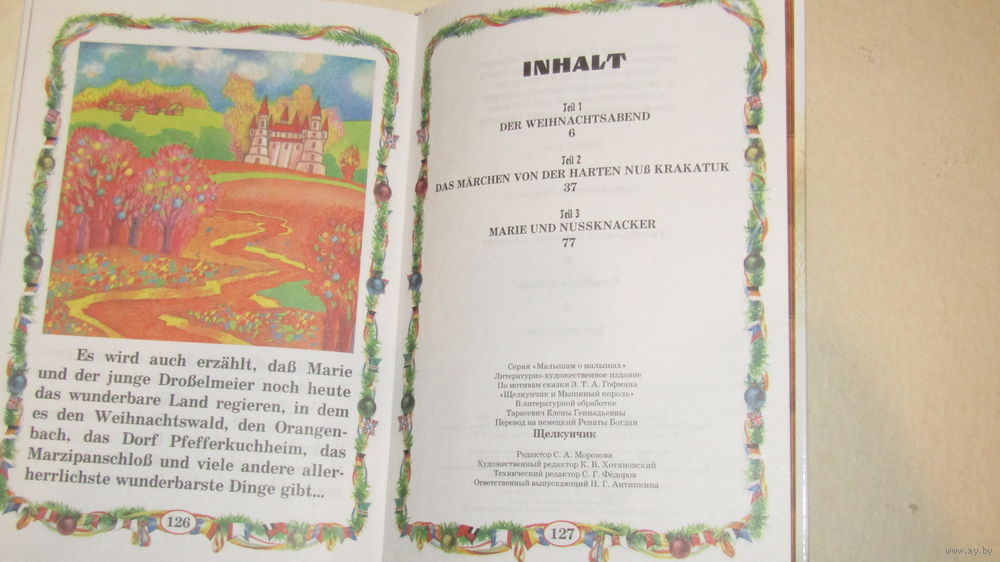 Es wird auch erzählt, daß Marie
und der junge Droßelmeier noch heute
das wunderbare Land regieren, in dem
es den Weihnachtswald, den Orangen-
bach, das Dorf Pfefferkuchheim, das
Marzipanschloß und viele andere aller-
herrlichste wunderbarste Dinge gibt...
126
INHALT
Teil 1
DER WEIHNACHTSABEND
6
Teil 2
DAS MÄRCHEN VON DER HARTEN NUß KRAKATUK
37
Teil 3
MARIE UND NUSSKNACKER
77
Серия «Малышам о малышах»
Литературно-художественное издание
По мотивам сказки Э. Т. А. Гофмана
«Щелкунчик и Мышиный король»
В литературной обработке
Тарасевич Елены Геннадьевны
Перевод на немецкий Ренаты Богдан
Щелкунчик
Редактор С. А. Морозова
Художественный редактор К. В. Хотяновский
Технический редактор С. Г. Фёдоров
Ответственный выпускающий Н. Г. Антипкина
127
www.ay.by